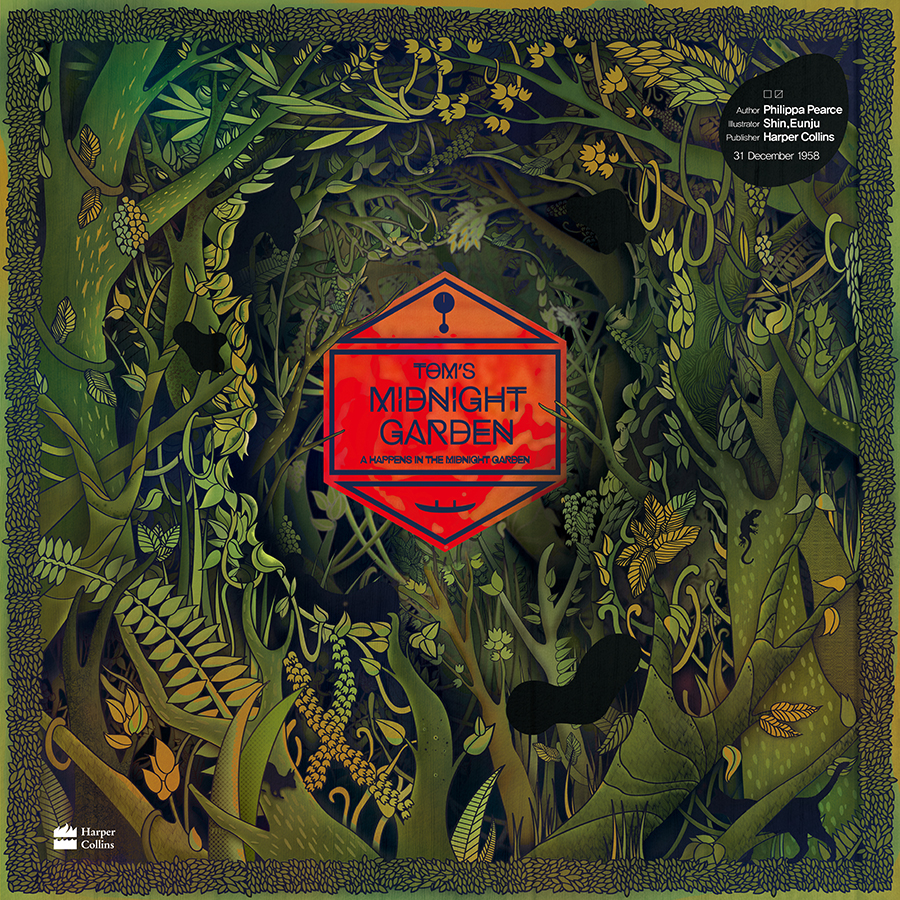 Author Philippa Pearce
Illustrator Shin,Eunju
Publisher Harper Collins
31 December 1958
TOM'S
MIDNIGHT
GARDEN
A HAPPENS IN THE MIDNIGHT GARDEN
Harper
Collins